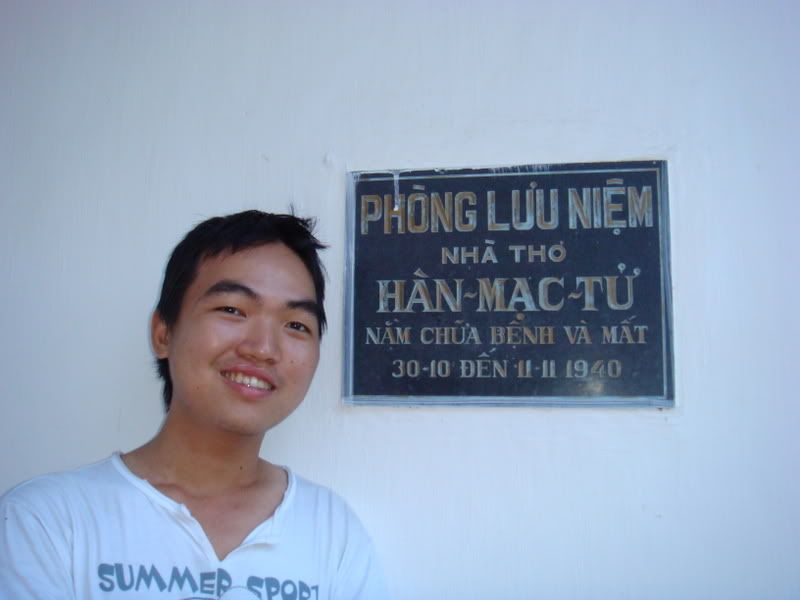 PHÒNG LƯU NIỆM
NHÀ THƠ
HÀN-MẠC-TỬ
NẰM CHỮA BỆNH VÀ MẤT
30-10 ĐẾN 11-11 1940
SUMMER SPORT